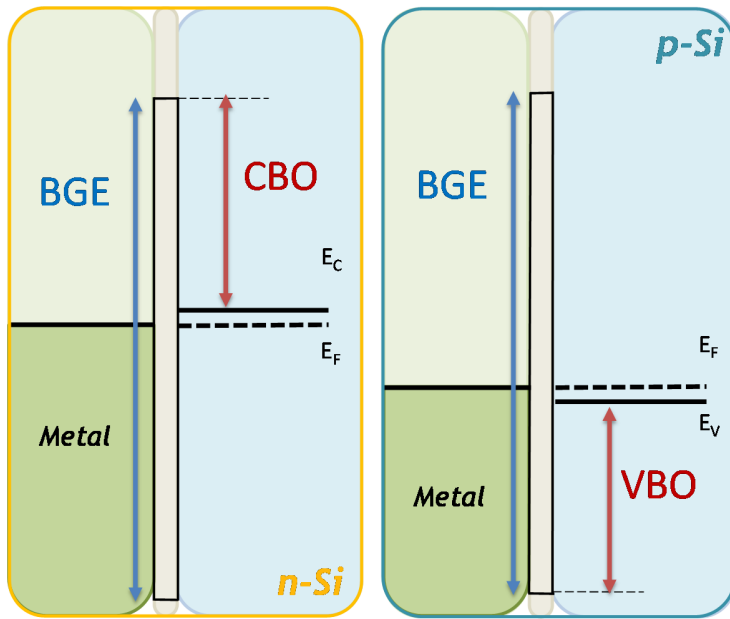 BGE
CBO
E_C
E_F
Metal
n-Si
p-Si
BGE
E_F
E_V
Metal
VBO